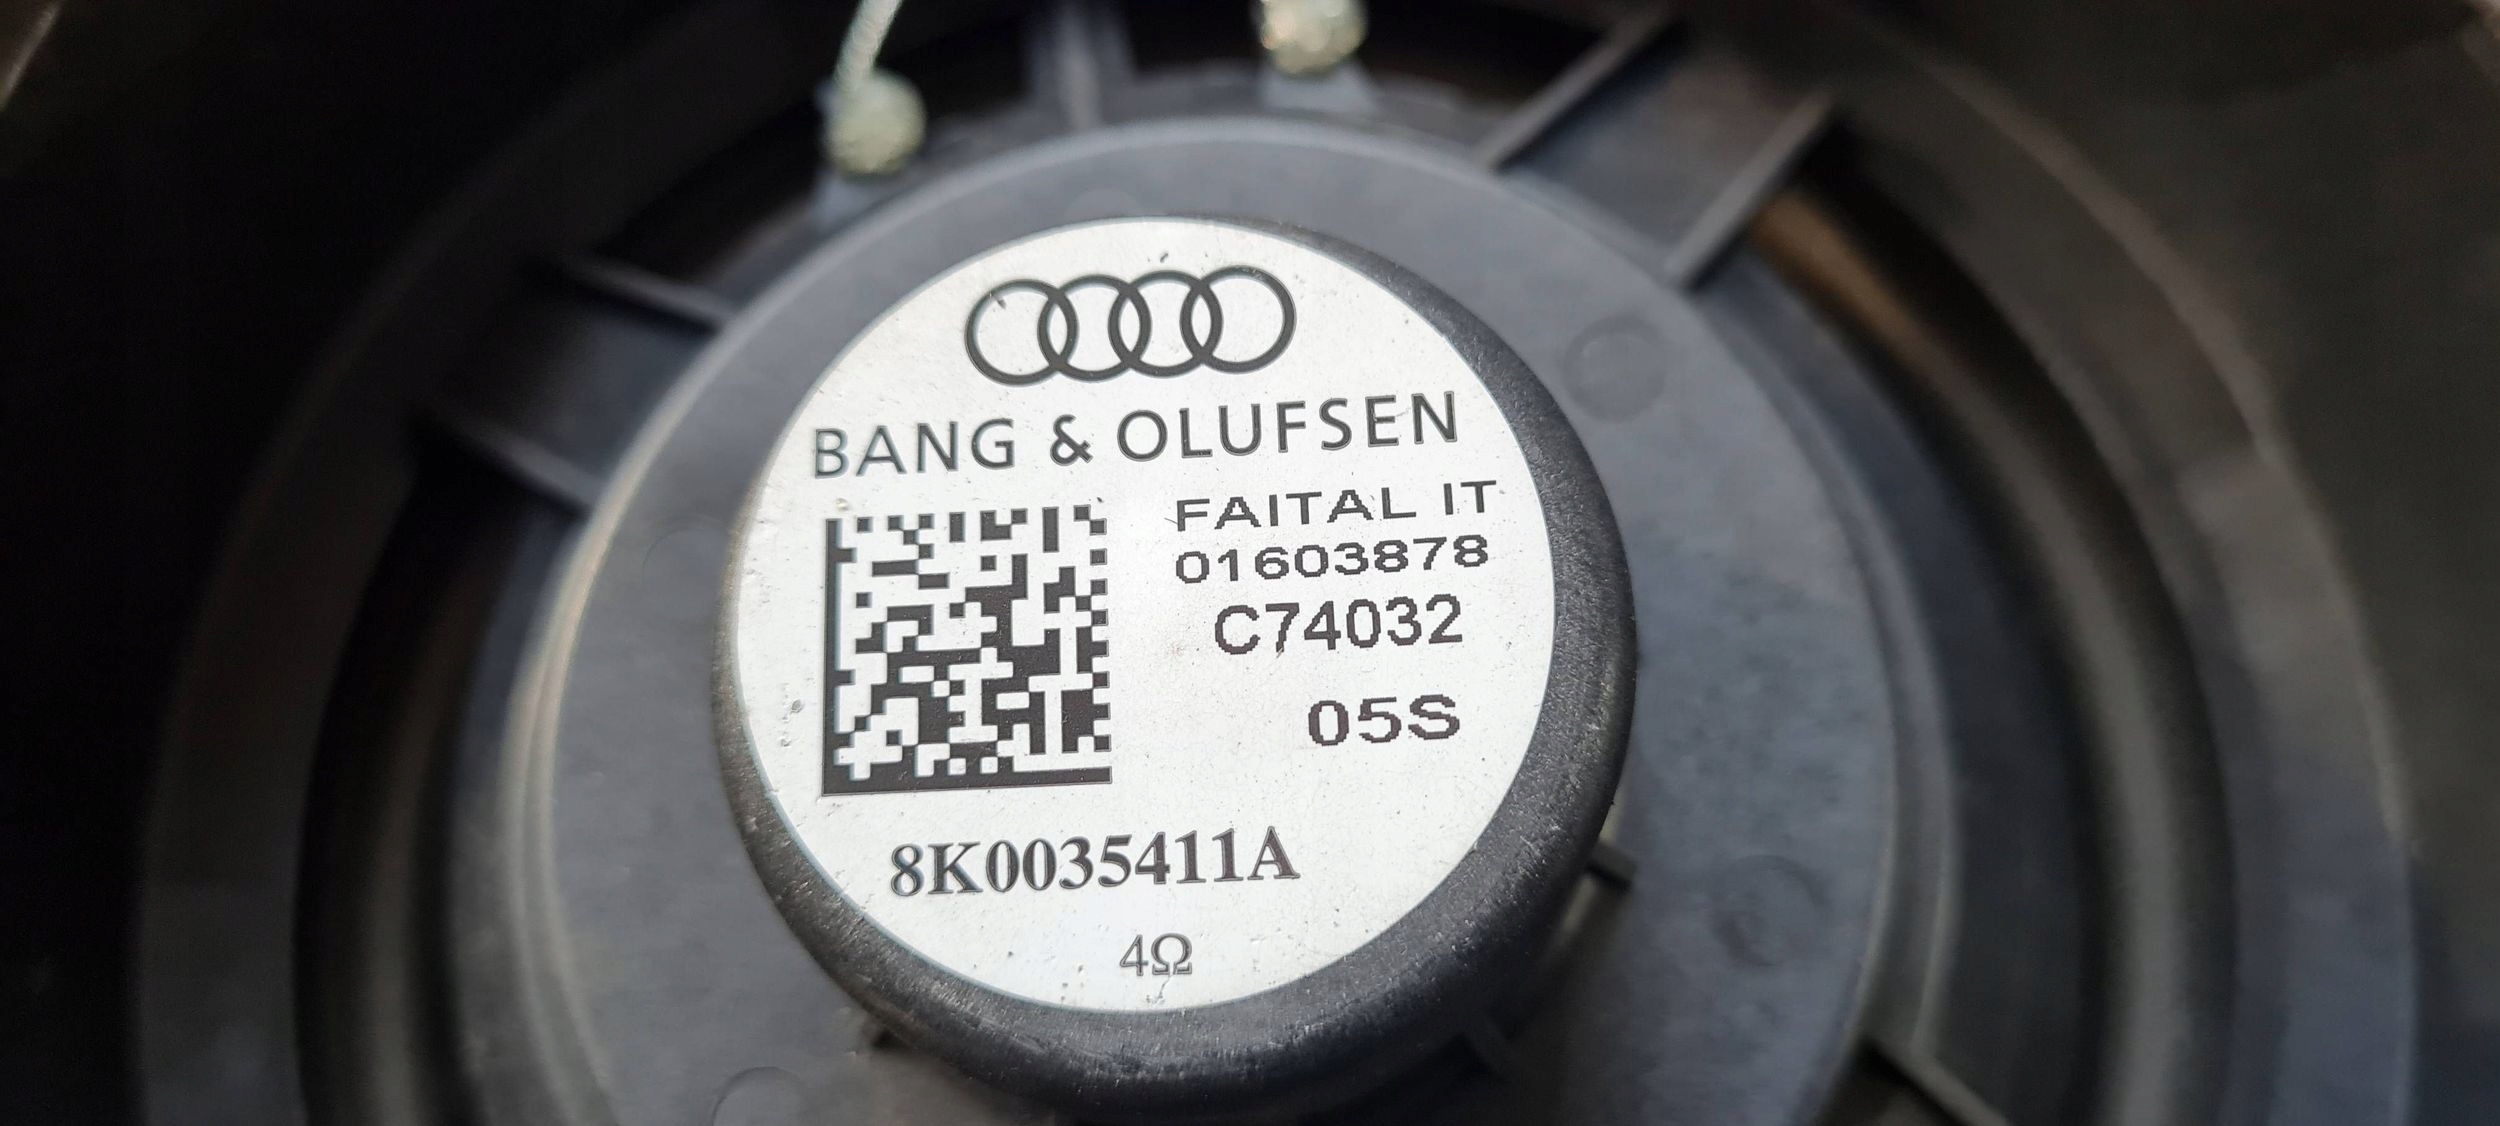 BANG & OLUFSEN
FAITAL IT
01603878
C74032
05S
8K0035411A
4Ω